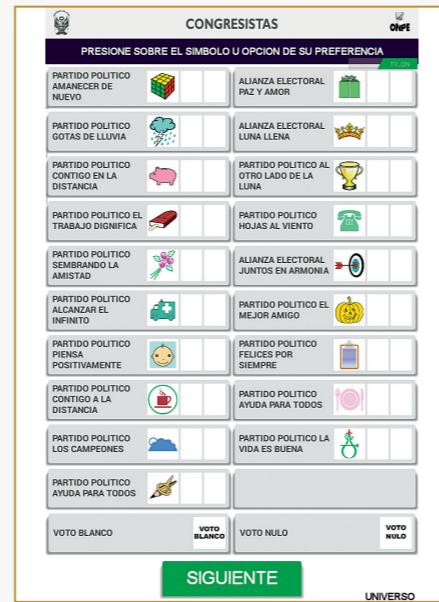 CONGRESISTAS
ONPE
PRESIONE SOBRE EL SIMBOLO U OPCION DE SU PREFERENCIA
TV_ON
PARTIDO POLITICO
AMANECER DE
NUEVO
ALIANZA ELECTORAL
PAZ Y AMOR
PARTIDO POLITICO
GOTAS DE LLUVIA
ALIANZA ELECTORAL
LUNA LLENA
PARTIDO POLITICO
CONTIGO EN LA
DISTANCIA
PARTIDO POLITICO AL
OTRO LADO DE LA
LUNA
PARTIDO POLITICO EL
TRABAJO DIGNIFICA
PARTIDO POLITICO
HOJAS AL VIENTO
PARTIDO POLITICO
SEMBRANDO LA
AMISTAD
ALIANZA ELECTORAL
JUNTOS EN ARMONIA
PARTIDO POLITICO
ALCANZAR EL
INFINITO
PARTIDO POLITICO EL
MEJOR AMIGO
PARTIDO POLITICO
PIENSA
POSITIVAMENTE
PARTIDO POLITICO
FELICES POR
SIEMPRE
PARTIDO POLITICO
CONTIGO A LA
DISTANCIA
PARTIDO POLITICO
AYUDA PARA TODOS
PARTIDO POLITICO
LOS CAMPEONES
PARTIDO POLITICO LA
VIDA ES BUENA
PARTIDO POLITICO
AYUDA PARA TODOS
VOTO BLANCO
VOTO
BLANCO
VOTO NULO
VOTO
NULO
SIGUIENTE
UNIVERSO